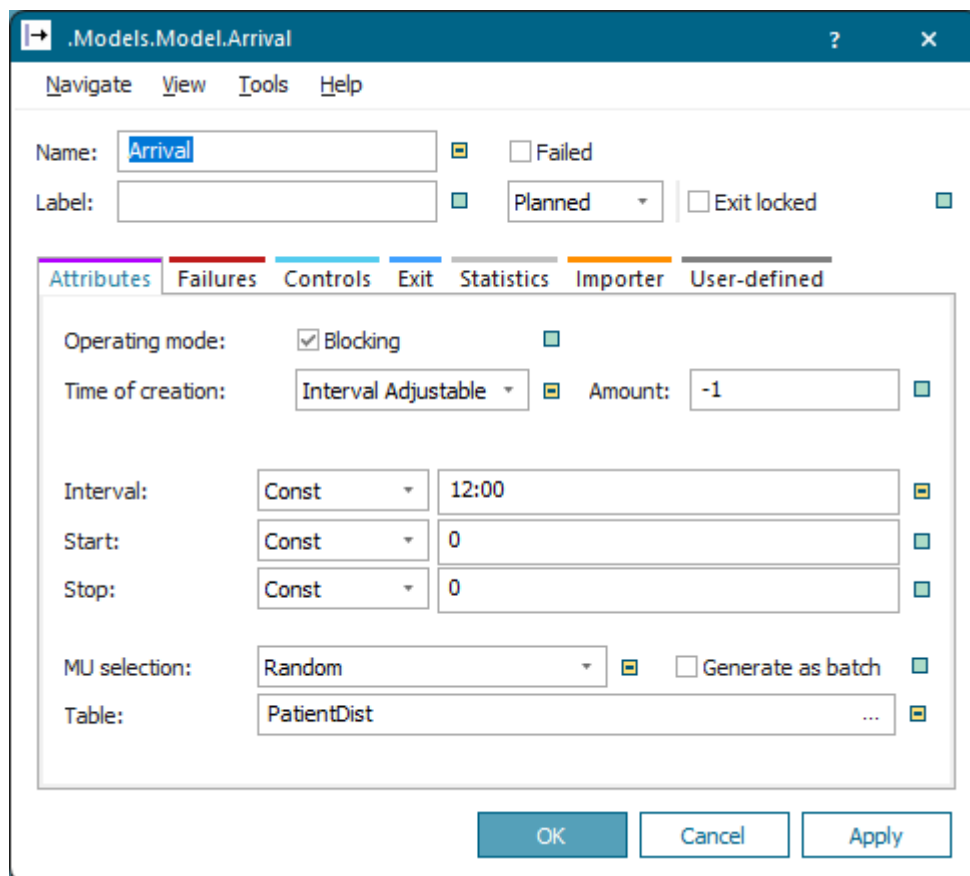 .Models.Model.Arrival ? ×
Navigate View Tools Help
Name: Arrival Failed
Label: Planned Exit locked
Attributes Failures Controls Exit Statistics Importer User-defined
Operating mode: Blocking
Time of creation: Interval Adjustable Amount: -1
Interval: Const 12:00
Start: Const 0
Stop: Const 0
MU selection: Random Generate as batch
Table: PatientDist ...
OK Cancel Apply